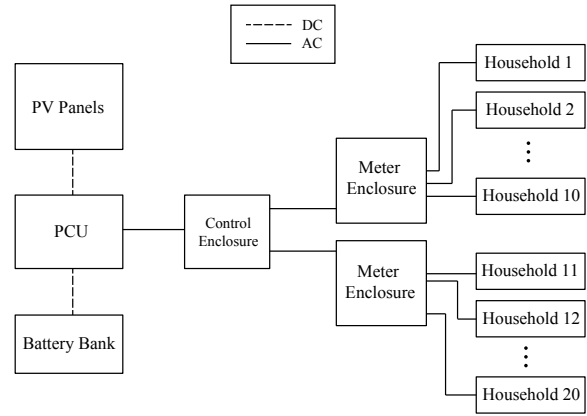 DC
AC
PV Panels
PCU
Battery Bank
Control
Enclosure
Meter
Enclosure
Meter
Enclosure
Household 1
Household 2
Household 10
Household 11
Household 12
Household 20